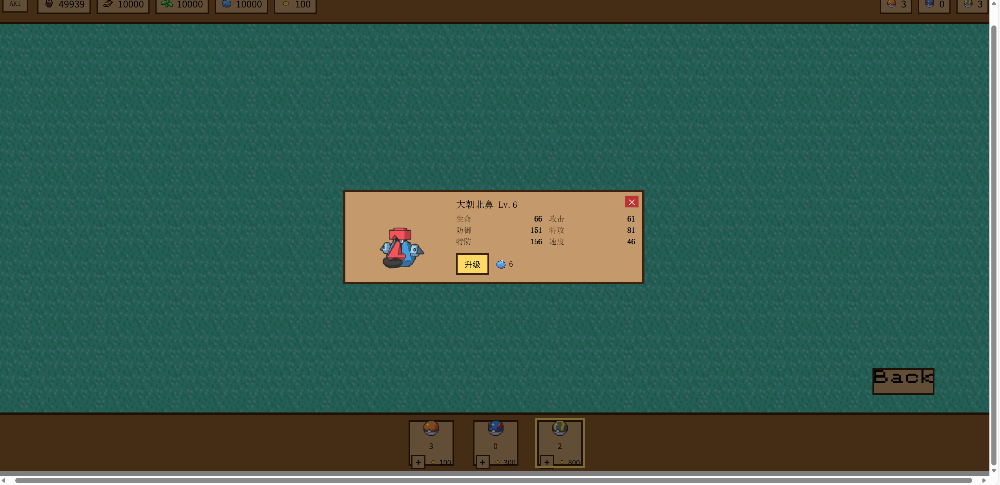 AKI 49939 10000 10000 10000 100 3 0 3
大朝北鼻 Lv.6
生命 66 攻击 61
防御 151 特攻 81
特防 156 速度 46
升级 6
Back
3 0 2
+ 100 + 300 + 800